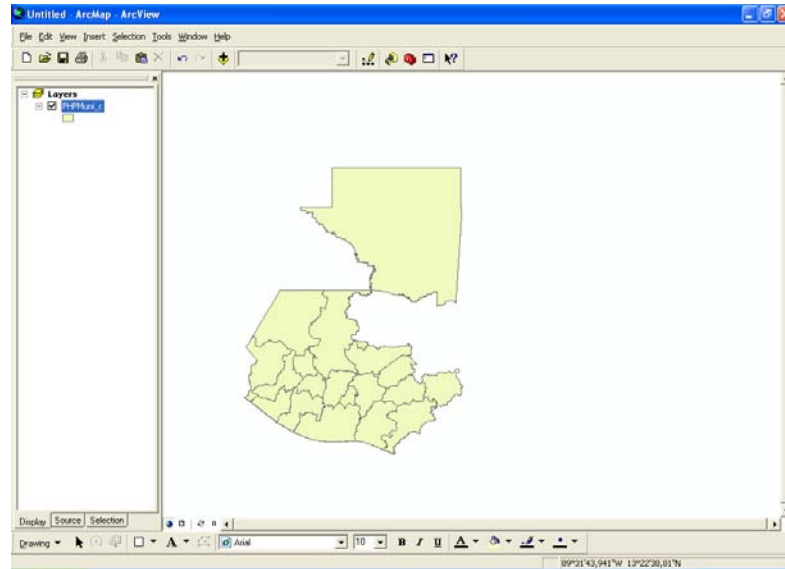 Untitled - ArcMap - ArcView
File Edit View Insert Selection Tools Window Help
Layers
PHPMuni_c
Display Source Selection
Drawing A Arial 10 B I U A
89°31'43,941"W 13°22'38,81"N